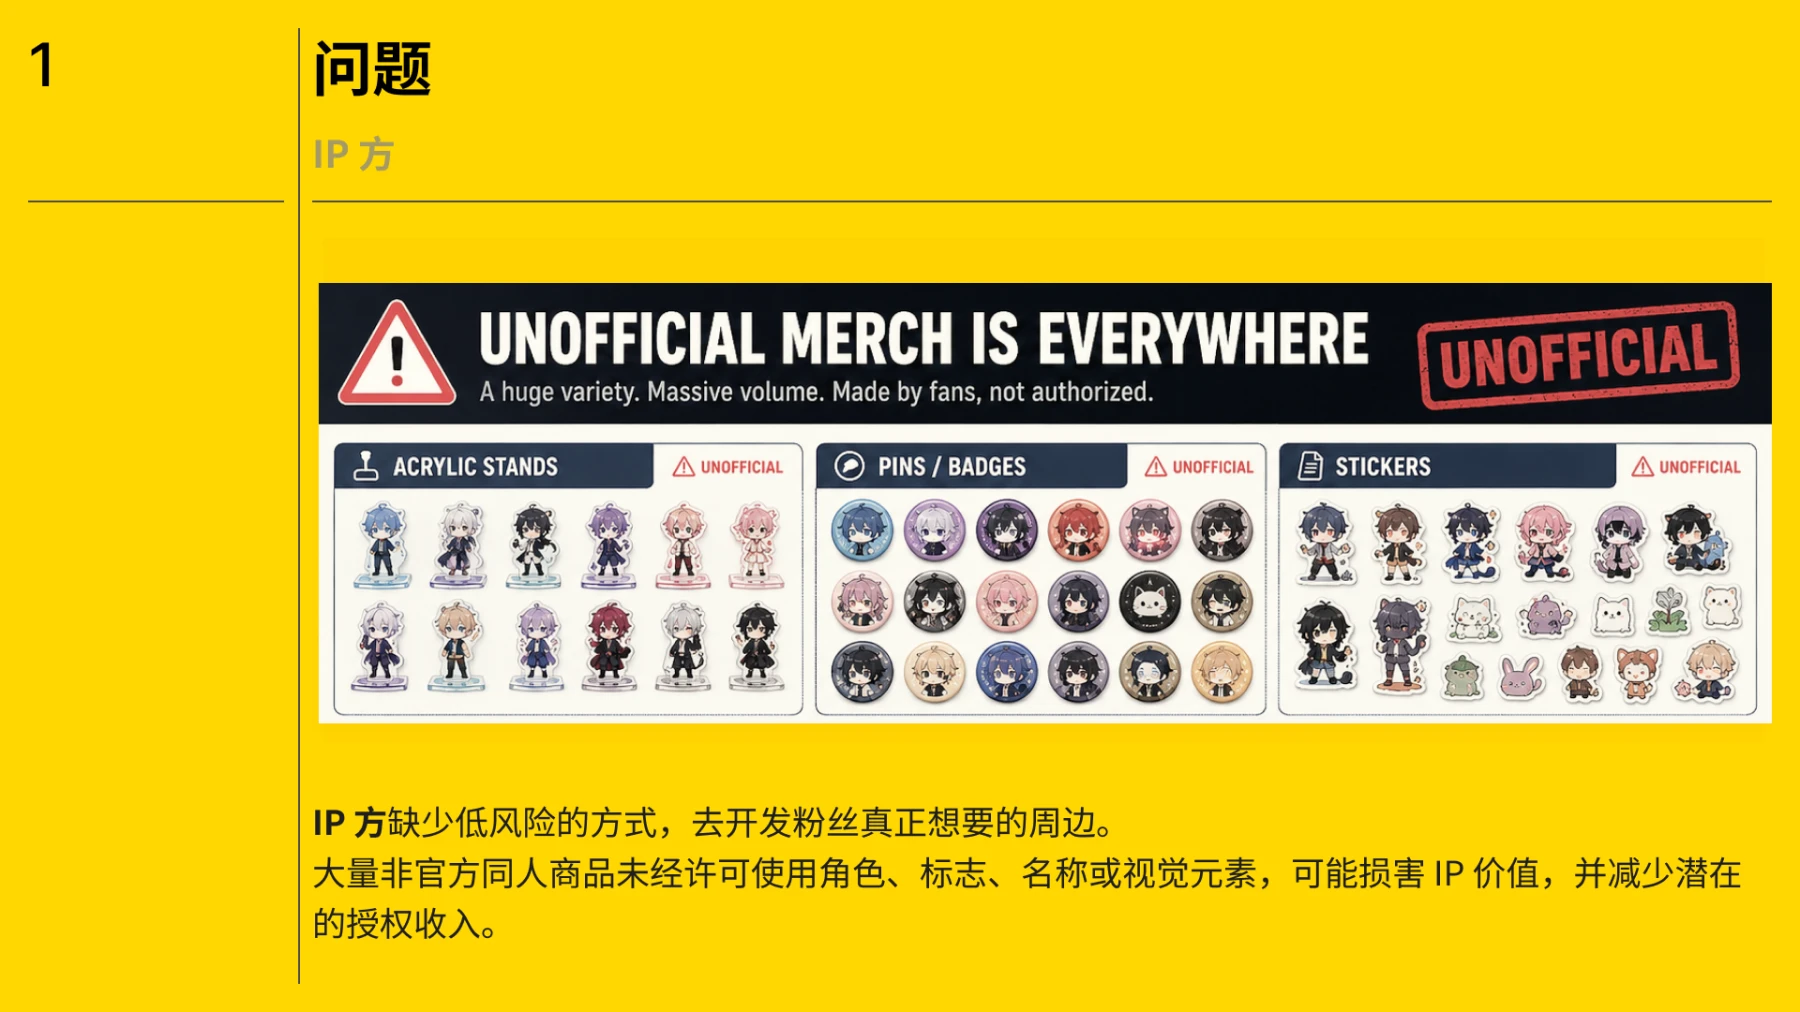 1
问题
IP 方
UNOFFICIAL MERCH IS EVERYWHERE
A huge variety. Massive volume. Made by fans, not authorized.
UNOFFICIAL
ACRYLIC STANDS
UNOFFICIAL
PINS / BADGES
UNOFFICIAL
STICKERS
UNOFFICIAL
IP 方缺少低风险的方式，去开发粉丝真正想要的周边。
大量非官方同人商品未经许可使用角色、标志、名称或视觉元素，可能损害 IP 价值，并减少潜在
的授权收入。